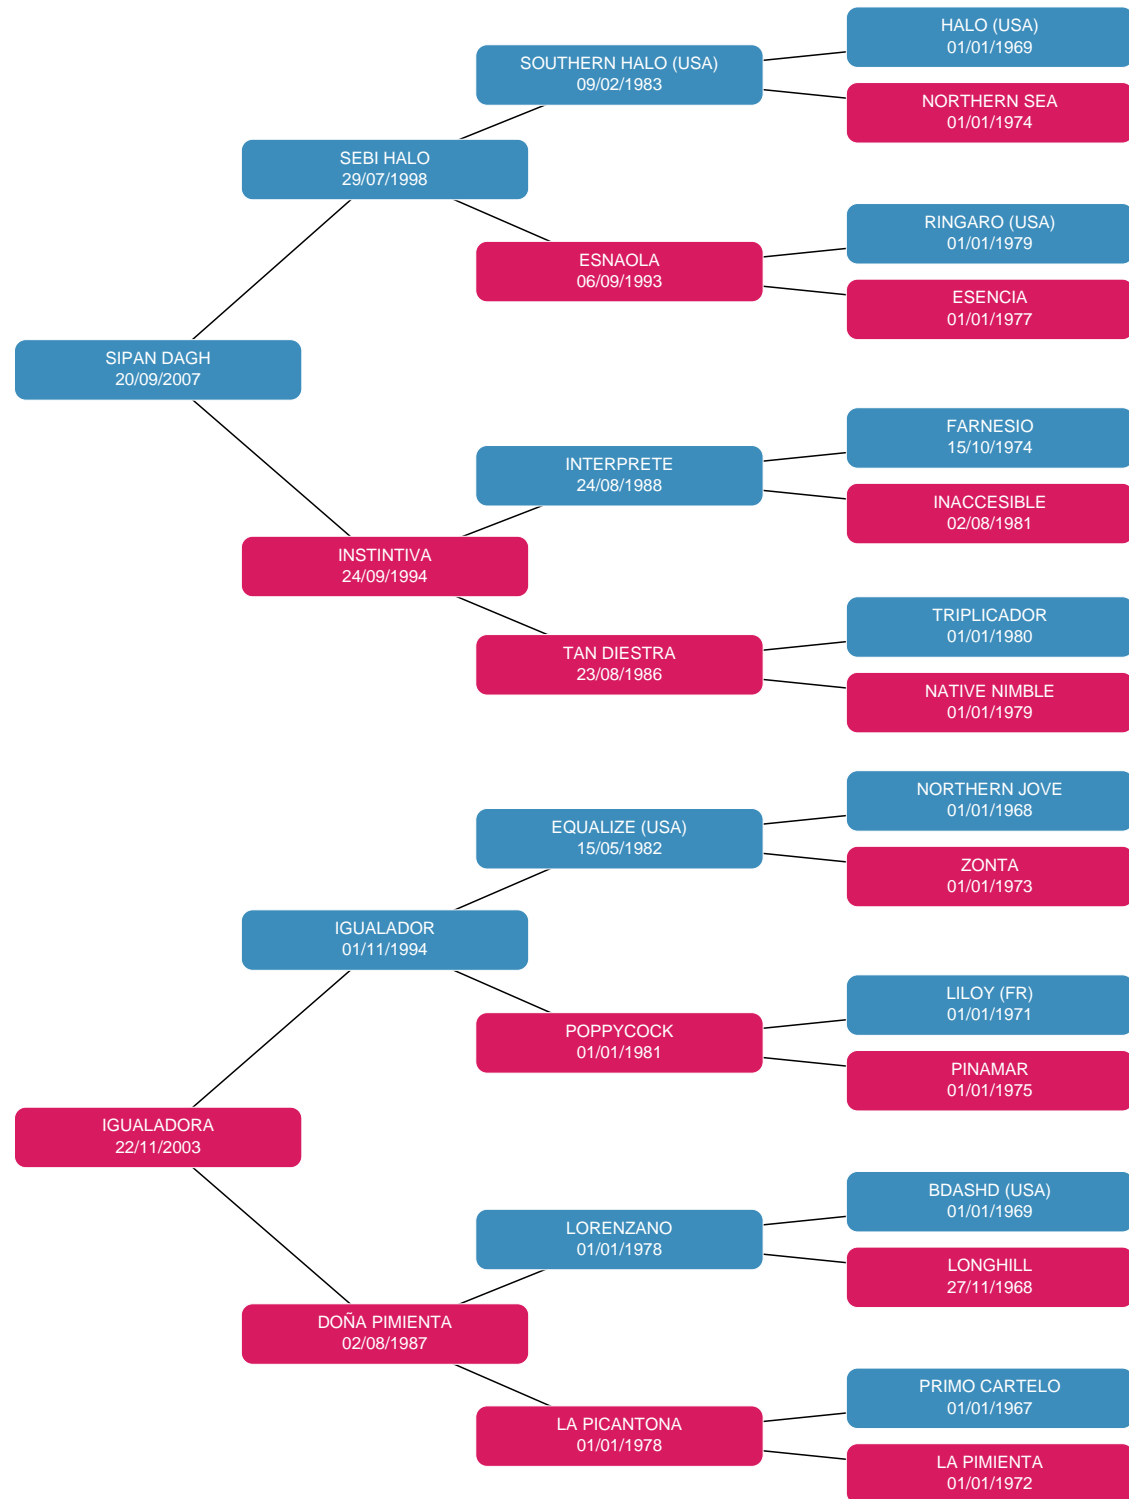 HALO (USA)
01/01/1969
SOUTHERN HALO (USA)
09/02/1983
NORTHERN SEA
01/01/1974
SEBI HALO
29/07/1998
RINGARO (USA)
01/01/1979
ESNAOLA
06/09/1993
ESENCIA
01/01/1977
SIPAN DAGH
20/09/2007
FARNESIO
15/10/1974
INTERPRETE
24/08/1988
INACCESIBLE
02/08/1981
INSTINTIVA
24/09/1994
TRIPLICADOR
01/01/1980
TAN DIESTRA
23/08/1986
NATIVE NIMBLE
01/01/1979
NORTHERN JOVE
01/01/1968
EQUALIZE (USA)
15/05/1982
ZONTA
01/01/1973
IGUALADOR
01/11/1994
LILOY (FR)
01/01/1971
POPPYCOCK
01/01/1981
PINAMAR
01/01/1975
IGUALADORA
22/11/2003
BDASHD (USA)
01/01/1969
LORENZANO
01/01/1978
LONGHILL
27/11/1968
DOÑA PIMIENTA
02/08/1987
PRIMO CARTELO
01/01/1967
LA PICANTONA
01/01/1978
LA PIMIENTA
01/01/1972